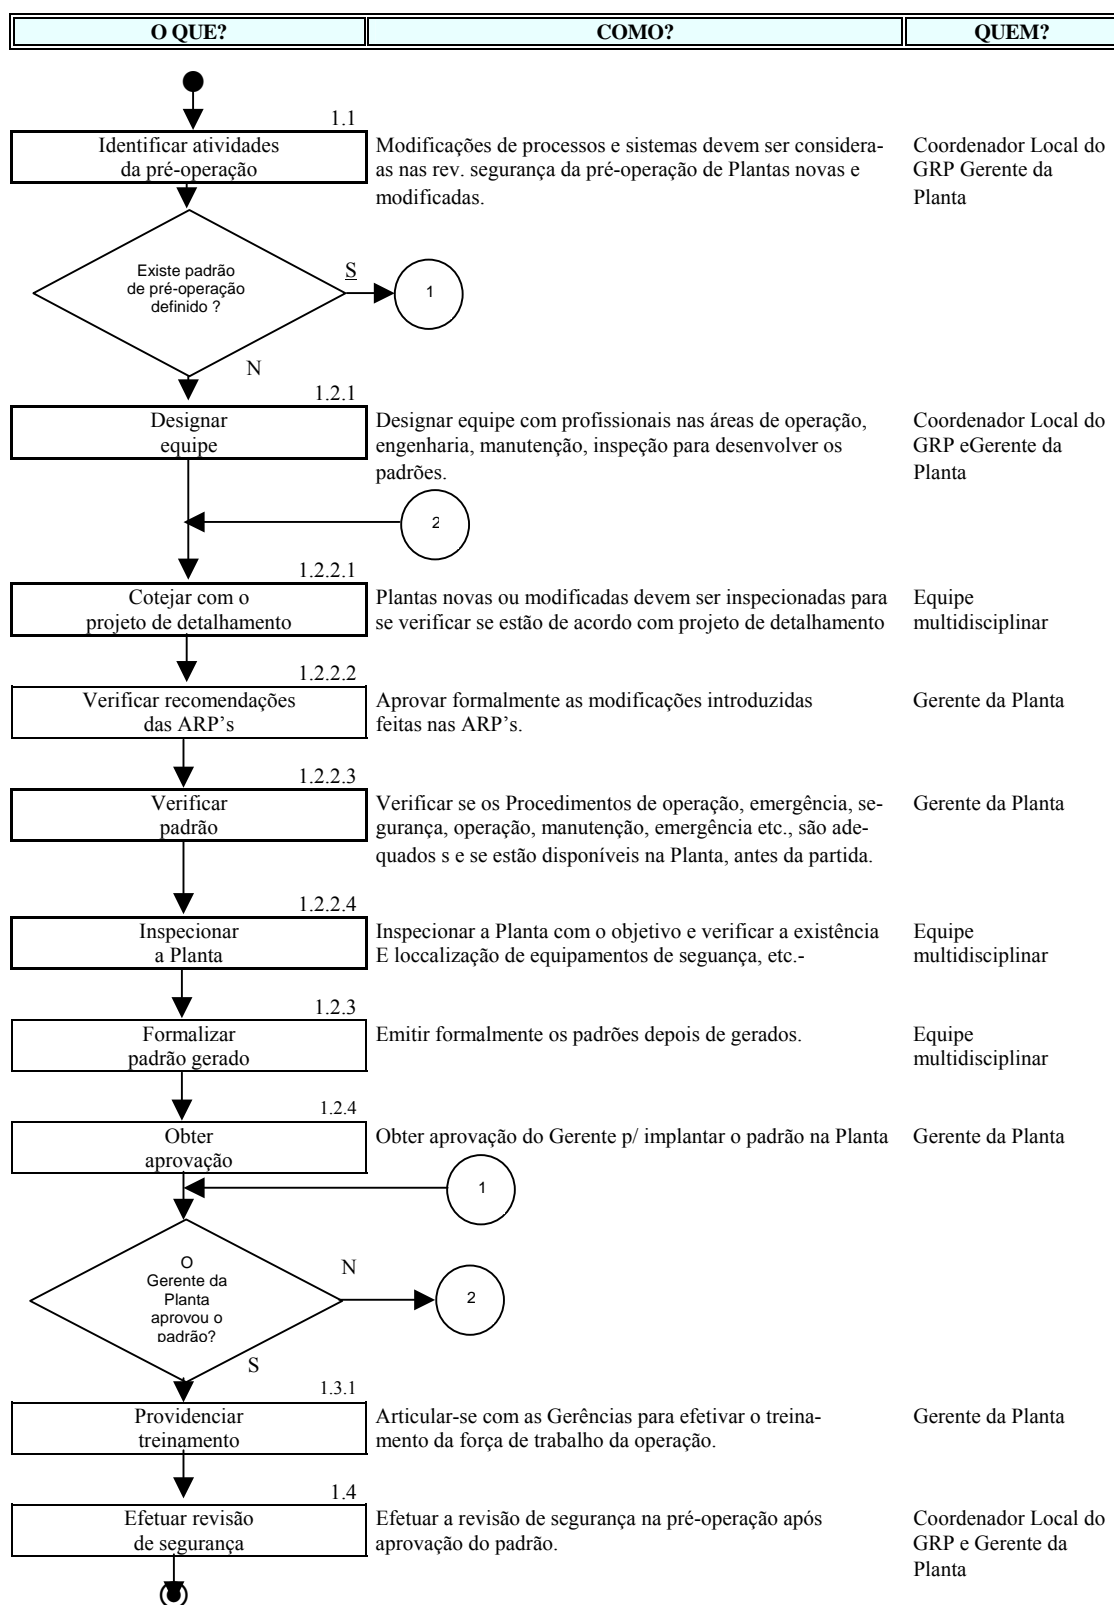 O QUE? COMO? QUEM?
1.1
Identificar atividades
da pré-operação
Modificações de processos e sistemas devem ser considera-
as nas rev. segurança da pré-operação de Plantas novas e
modificadas.
Coordenador Local do
GRP Gerente da
Planta
Existe padrão
de pré-operação
definido ?
S
1
N
1.2.1
Designar
equipe
Designar equipe com profissionais nas áreas de operação,
engenharia, manutenção, inspeção para desenvolver os
padrões.
Coordenador Local do
GRP eGerente da
Planta
2
1.2.2.1
Cotejar com o
projeto de detalhamento
Plantas novas ou modificadas devem ser inspecionadas para
se verificar se estão de acordo com projeto de detalhamento
Equipe
multidisciplinar
1.2.2.2
Verificar recomendações
das ARP's
Aprovar formalmente as modificações introduzidas
feitas nas ARP's.
Gerente da Planta
1.2.2.3
Verificar
padrão
Verificar se os Procedimentos de operação, emergência, se-
gurança, operação, manutenção, emergência etc., são ade-
quados s e se estão disponíveis na Planta, antes da partida.
Gerente da Planta
1.2.2.4
Inspecionar
a Planta
Inspecionar a Planta com o objetivo e verificar a existência
E loccalização de equipamentos de seguança, etc.-
Equipe
multidisciplinar
1.2.3
Formalizar
padrão gerado
Emitir formalmente os padrões depois de gerados.
Equipe
multidisciplinar
1.2.4
Obter
aprovação
Obter aprovação do Gerente p/ implantar o padrão na Planta
Gerente da Planta
1
O
Gerente da
Planta
aprovou o
padrão?
N
2
S
1.3.1
Providenciar
treinamento
Articular-se com as Gerências para efetivar o treina-
mento da força de trabalho da operação.
Gerente da Planta
1.4
Efetuar revisão
de segurança
Efetuar a revisão de segurança na pré-operação após
aprovação do padrão.
Coordenador Local do
GRP e Gerente da
Planta